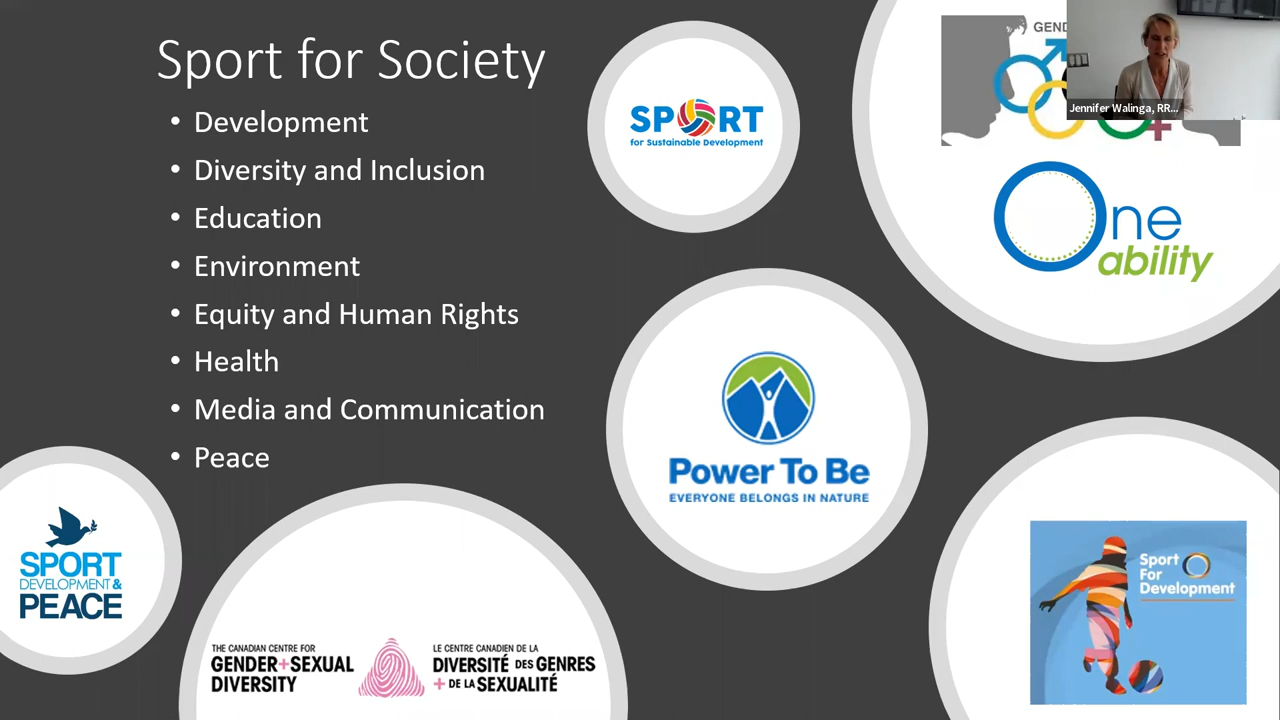 Sport for Society
• Development
• Diversity and Inclusion
• Education
• Environment
• Equity and Human Rights
• Health
• Media and Communication
• Peace
SPORT
for Sustainable Development
GEND
Jennifer Walinga, RR...
One
ability
Power To Be
EVERYONE BELONGS IN NATURE
SPORT
DEVELOPMENT &
PEACE
THE CANADIAN CENTRE FOR
GENDER+SEXUAL
DIVERSITY
LE CENTRE CANADIEN DE LA
DIVERSITÉ DES GENRES
+ DE LA SEXUALITÉ
Sport
For
Development